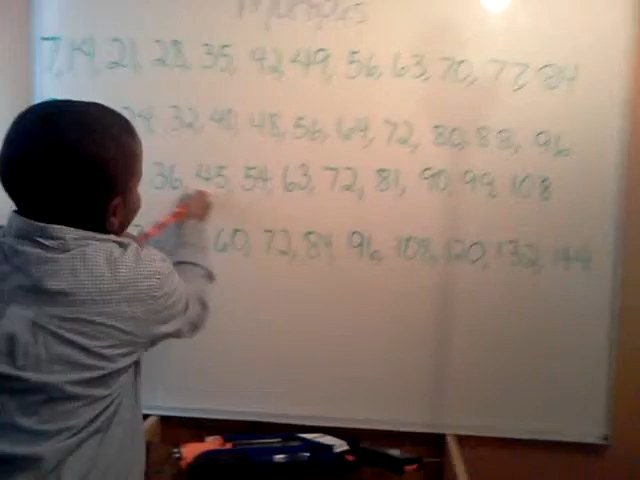 Multiples
7, 14, 21, 28, 35, 42, 49, 56, 63, 70, 77, 84
24, 32, 40, 48, 56, 64, 72, 80, 88, 96
36, 45, 54, 63, 72, 81, 90, 99, 108
60, 72, 84, 96, 108, 120, 132, 144